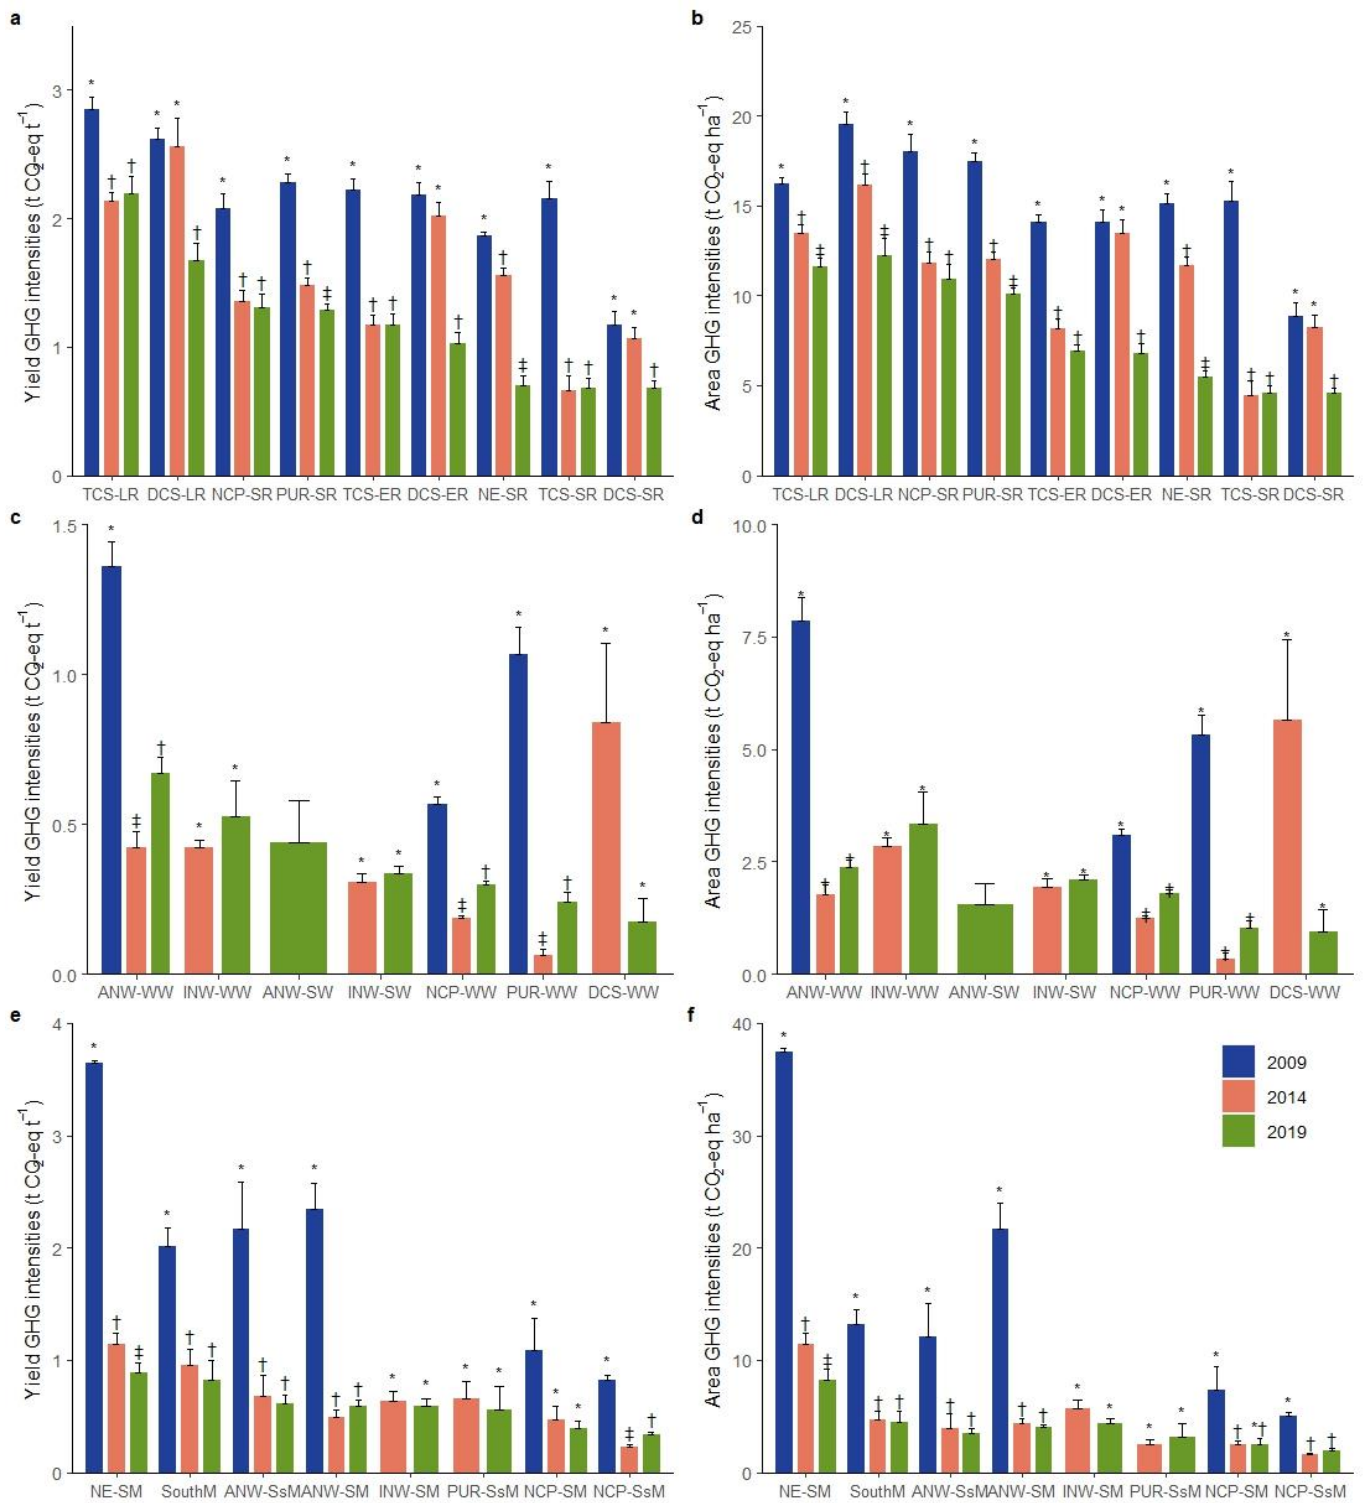 a
Yield GHG intensities (t CO2-eq t−1)
3
2
1
0
TCS-LR DCS-LR NCP-SR PUR-SR TCS-ER DCS-ER NE-SR TCS-SR DCS-SR
b
Area GHG intensities (t CO2-eq ha−1)
25
20
15
10
5
0
TCS-LR DCS-LR NCP-SR PUR-SR TCS-ER DCS-ER NE-SR TCS-SR DCS-SR
c
Yield GHG intensities (t CO2-eq t−1)
1.5
1.0
0.5
0.0
ANW-WW INW-WW ANW-SW INW-SW NCP-WW PUR-WW DCS-WW
d
Area GHG intensities (t CO2-eq ha−1)
10.0
7.5
5.0
2.5
0.0
ANW-WW INW-WW ANW-SW INW-SW NCP-WW PUR-WW DCS-WW
e
Yield GHG intensities (t CO2-eq t−1)
4
3
2
1
0
NE-SM SouthM ANW-SsM ANW-SM INW-SM PUR-SsM NCP-SM NCP-SsM
f
Area GHG intensities (t CO2-eq ha−1)
40
30
20
10
0
NE-SM SouthM ANW-SsM ANW-SM INW-SM PUR-SsM NCP-SM NCP-SsM
2009
2014
2019